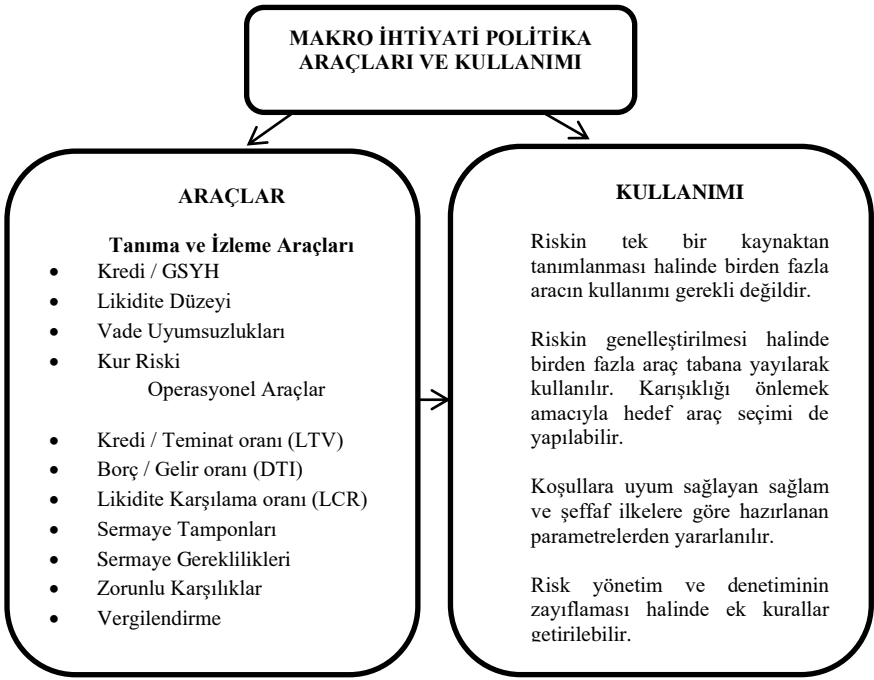 MAKRO İHTİYATİ POLİTİKA
ARAÇLARI VE KULLANIMI
ARAÇLAR
Tanıma ve İzleme Araçları
• Kredi / GSYH
• Likidite Düzeyi
• Vade Uyumsuzlukları
• Kur Riski
Operasyonel Araçlar
• Kredi / Teminat oranı (LTV)
• Borç / Gelir oranı (DTI)
• Likidite Karşılama oranı (LCR)
• Sermaye Tamponları
• Sermaye Gereklilikleri
• Zorunlu Karşılıklar
• Vergilendirme
KULLANIMI
Riskin tek bir kaynaktan
tanımlanması halinde birden fazla
aracın kullanımı gerekli değildir.
Riskin genelleştirilmesi halinde
birden fazla araç tabana yayılarak
kullanılır. Karışıklığı önlemek
amacıyla hedef araç seçimi de
yapılabilir.
Koşullara uyum sağlayan sağlam
ve şeffaf ilkelere göre hazırlanan
parametrelerden yararlanılır.
Risk yönetim ve denetiminin
zayıflaması halinde ek kurallar
getirilebilir.